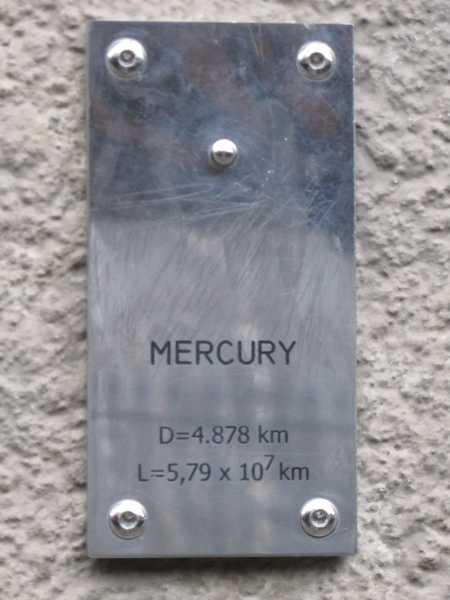 MERCURY
D=4.878 km
L=5,79 x 10⁷ km